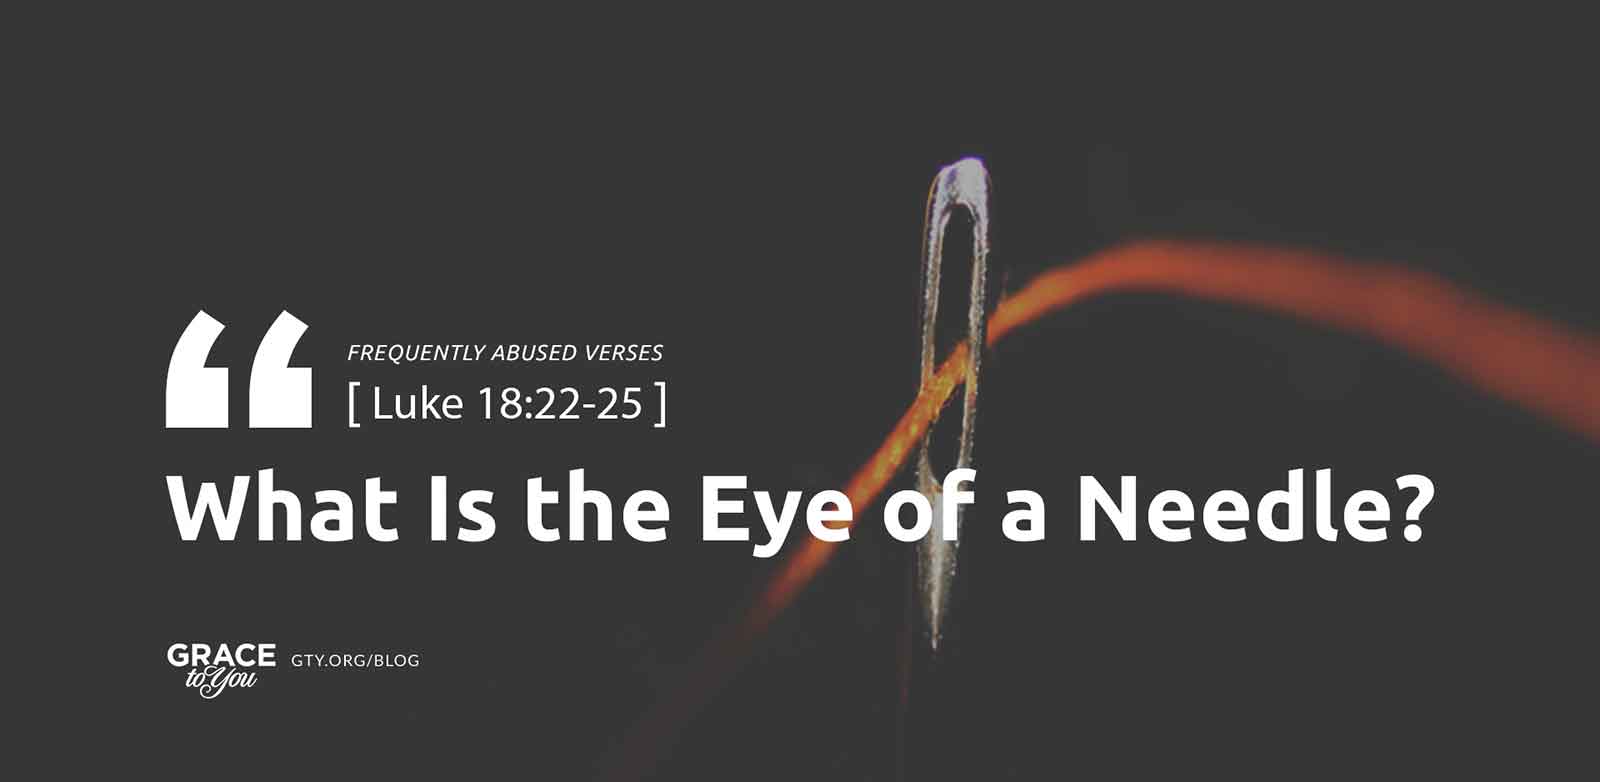 FREQUENTLY ABUSED VERSES
[ Luke 18:22-25 ]
What Is the Eye of a Needle?
GRACE
to You
GTY.ORG/BLOG